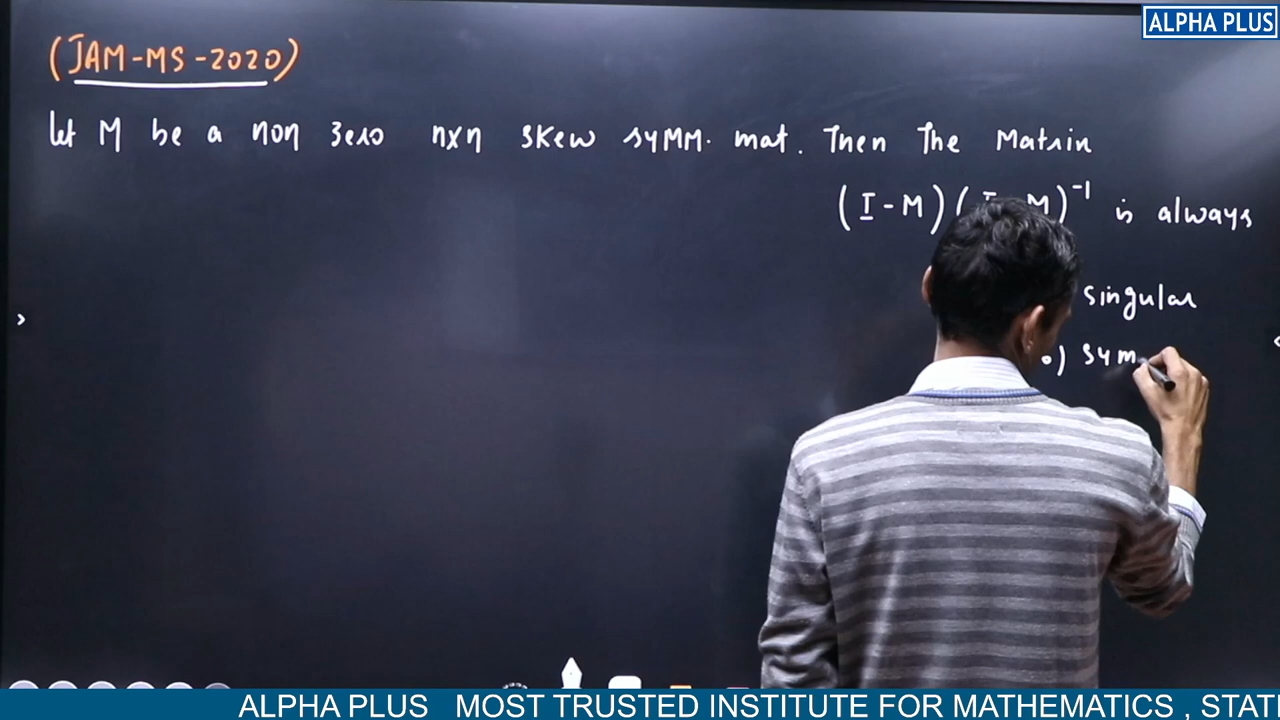 ALPHA PLUS
(JAM-MS-2020)
let M be a non zero nxn skew symm. mat. Then The Matrix
(I-M)( M)⁻¹ is always
singular
o) sym
ALPHA PLUS MOST TRUSTED INSTITUTE FOR MATHEMATICS , STAT